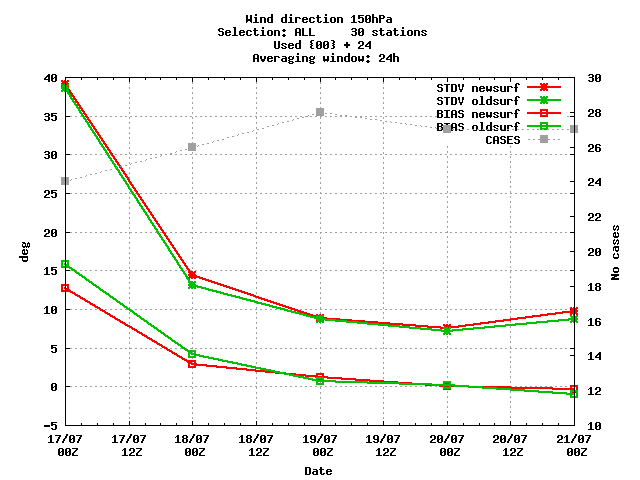 Wind direction 150hPa
Selection: ALL 30 stations
Used {00} + 24
Averaging window: 24h
STDV newsurf
STDV oldsurf
BIAS newsurf
BIAS oldsurf
CASES
deg
40
35
30
25
20
15
10
5
0
-5
No cases
30
28
26
24
22
20
18
16
14
12
10
17/07 17/07 18/07 18/07 19/07 19/07 20/07 20/07 21/07
00Z 12Z 00Z 12Z 00Z 12Z 00Z 12Z 00Z
Date